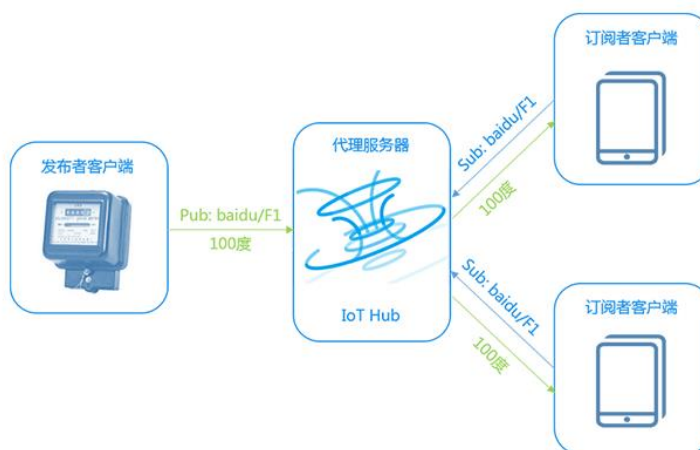 发布者客户端
Pub: baidu/F1
100度
代理服务器
IoT Hub
订阅者客户端
Sub: baidu/F1
100度
订阅者客户端
Sub: baidu/F1
100度